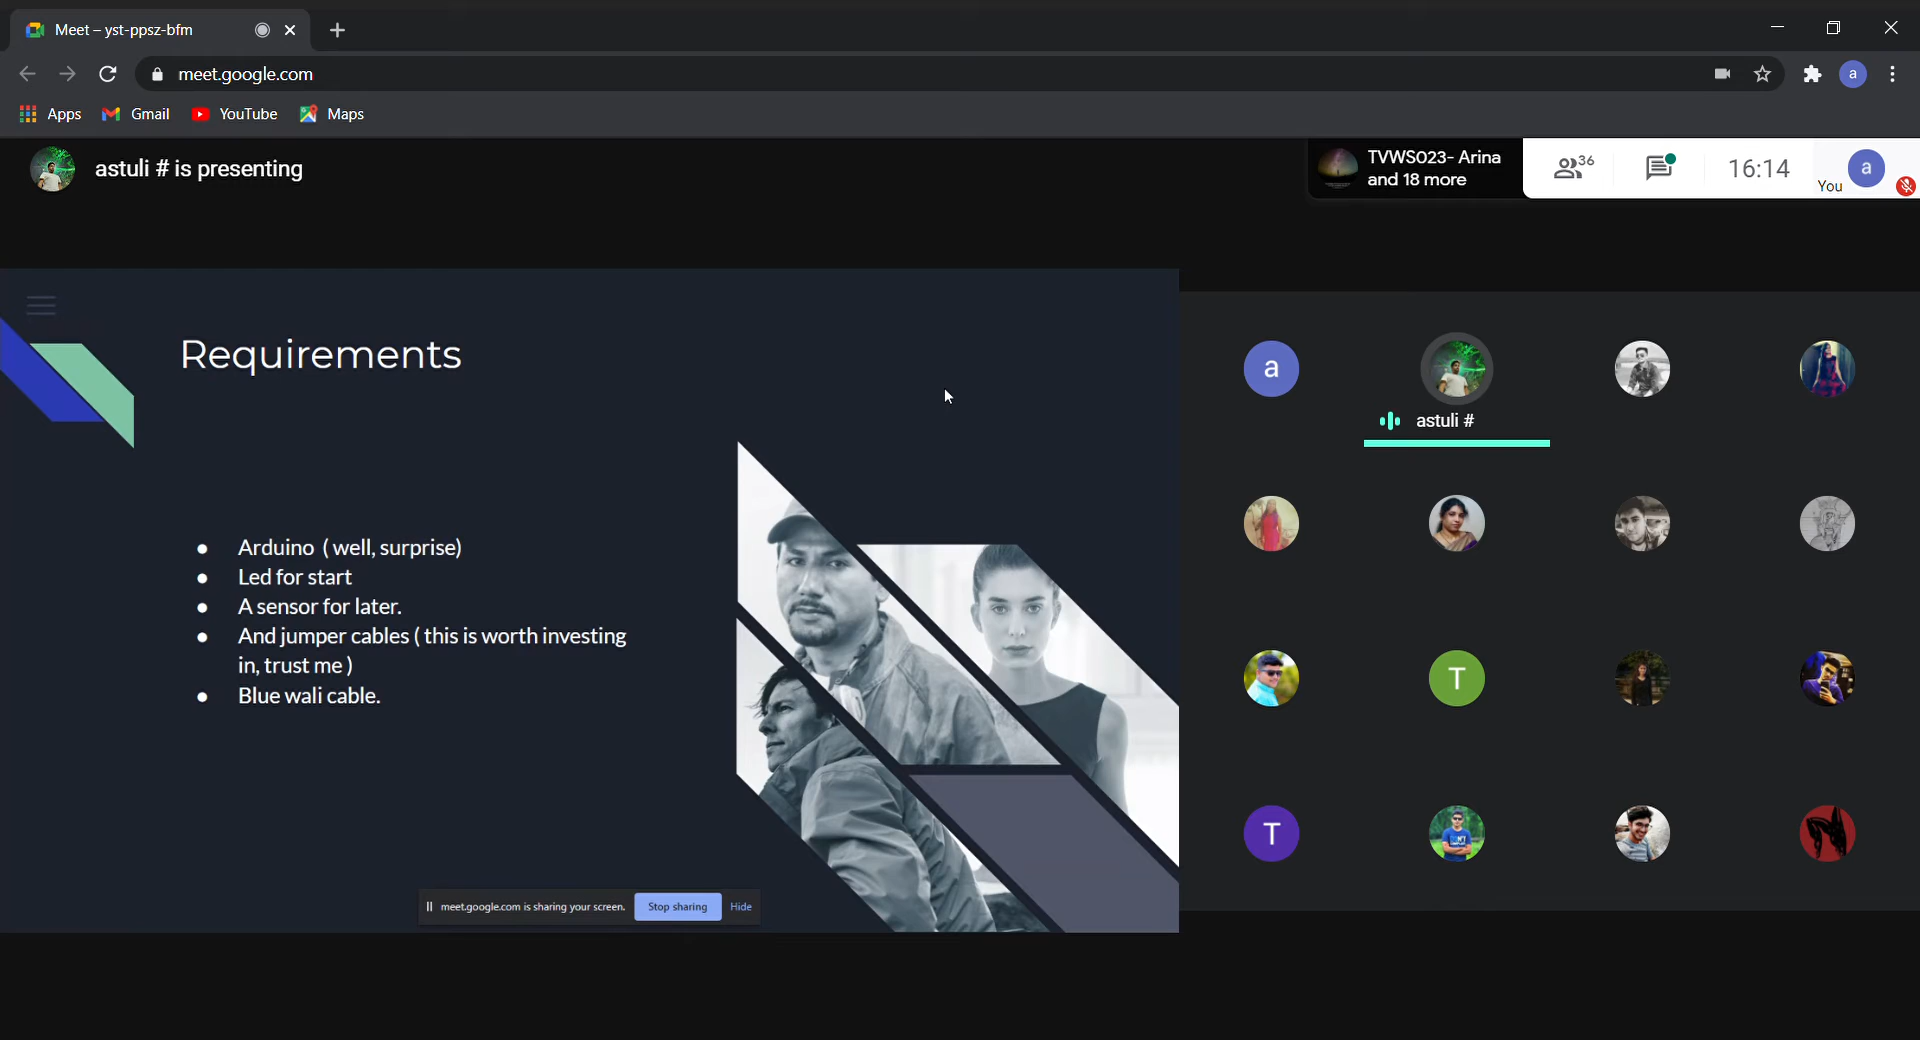 Meet – yst-ppsz-bfm
meet.google.com
a
Apps
Gmail
YouTube
Maps
astuli # is presenting
TVWS023- Arina
and 18 more
36
16:14
You
a
Requirements
a
astuli #
● Arduino ( well, surprise)
● Led for start
● A sensor for later.
● And jumper cables ( this is worth investing
in, trust me )
● Blue wali cable.
T
T
meet.google.com is sharing your screen.
Stop sharing
Hide